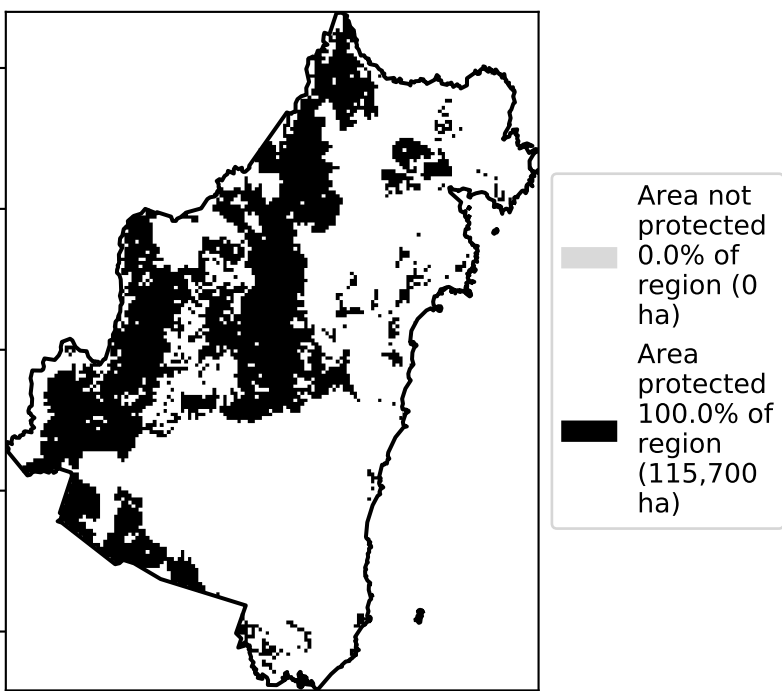 Area not
protected
0.0% of
region (0
ha)
Area
protected
100.0% of
region
(115,700
ha)